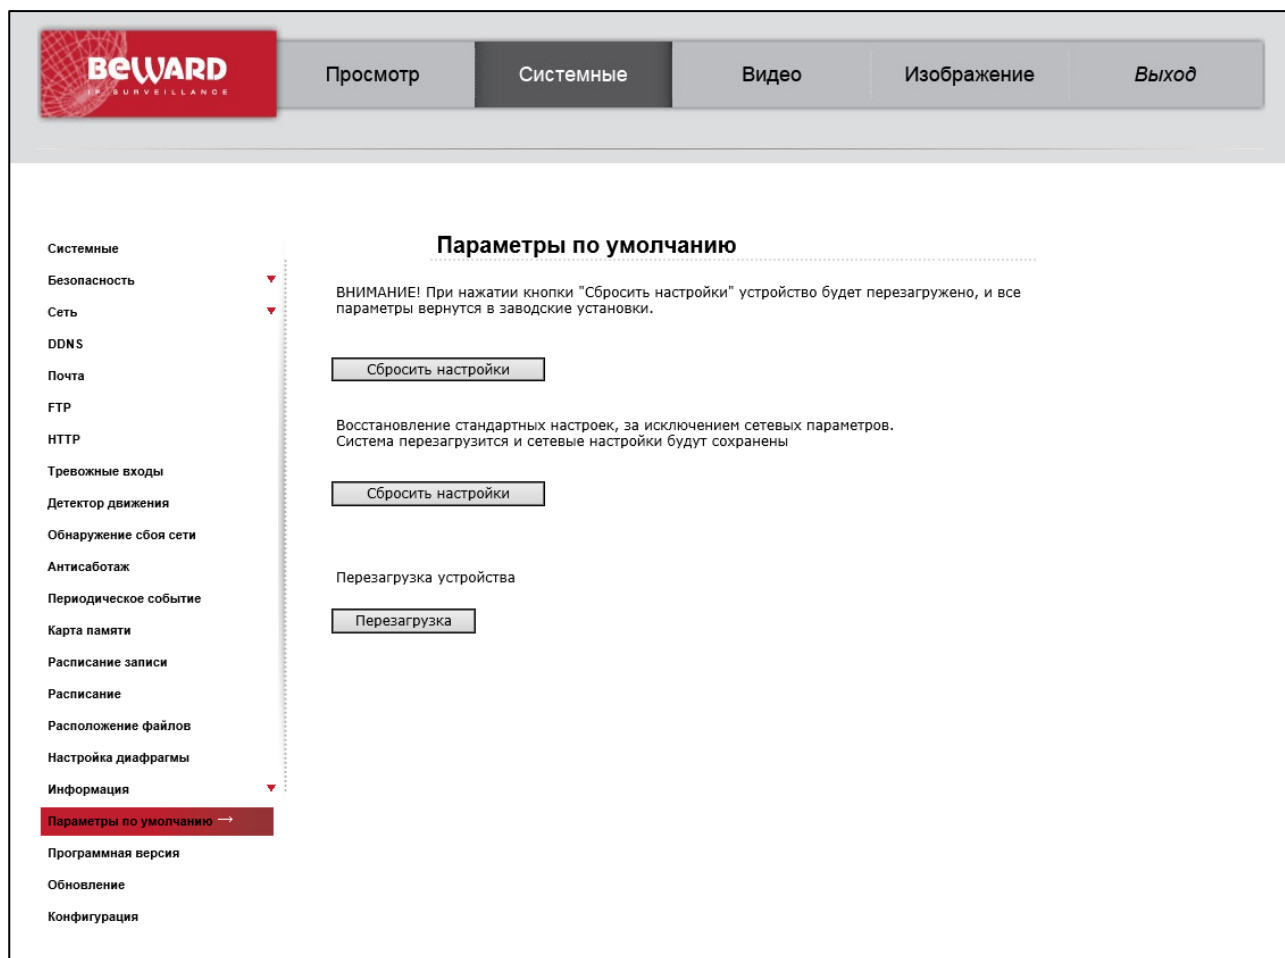 BEWARD
IP SURVEILLANCE
Просмотр
Системные
Видео
Изображение
Выход
Системные
Безопасность
Сеть
DDNS
Почта
FTP
HTTP
Тревожные входы
Детектор движения
Обнаружение сбоя сети
Антисаботаж
Периодическое событие
Карта памяти
Расписание записи
Расписание
Расположение файлов
Настройка диафрагмы
Информация
Параметры по умолчанию →
Программная версия
Обновление
Конфигурация
Параметры по умолчанию
ВНИМАНИЕ! При нажатии кнопки "Сбросить настройки" устройство будет перезагружено, и все
параметры вернутся в заводские установки.
Сбросить настройки
Восстановление стандартных настроек, за исключением сетевых параметров.
Система перезагрузится и сетевые настройки будут сохранены
Сбросить настройки
Перезагрузка устройства
Перезагрузка